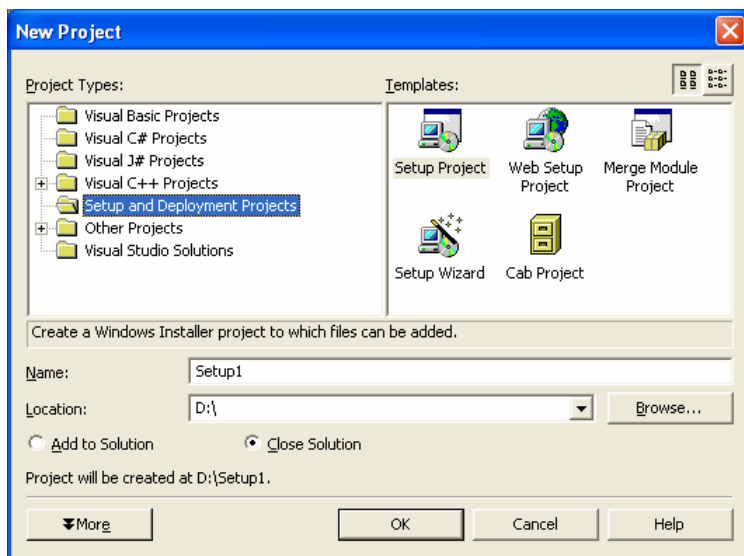 New Project
Project Types:
Templates:
Visual Basic Projects
Visual C# Projects
Visual J# Projects
Visual C++ Projects
Setup and Deployment Projects
Other Projects
Visual Studio Solutions
Setup Project
Web Setup
Project
Merge Module
Project
Setup Wizard
Cab Project
Create a Windows Installer project to which files can be added.
Name:
Setup1
Location:
D:\
Browse...
Add to Solution
Close Solution
Project will be created at D:\Setup1.
More
OK
Cancel
Help